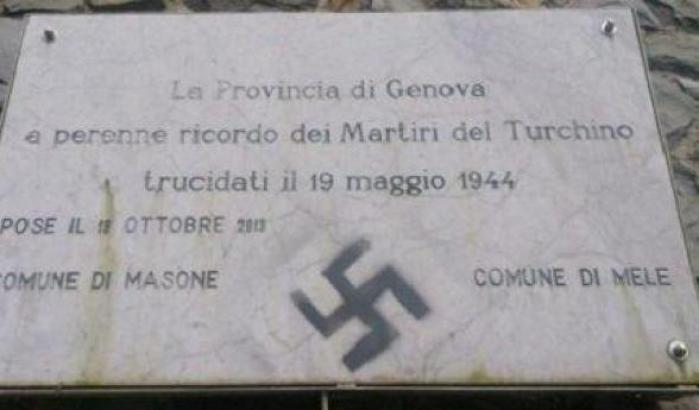 La Provincia di Genova
a perenne ricordo dei Martiri del Turchino
trucidati il 19 maggio 1944
POSE IL 18 OTTOBRE 2013
COMUNE DI MASONE COMUNE DI MELE